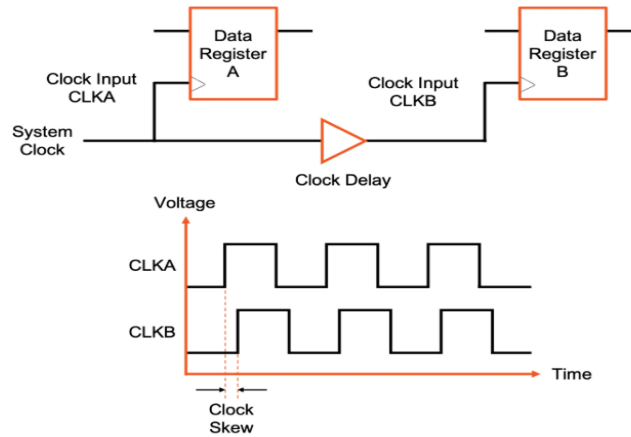 Data
Register
A
Data
Register
B
Clock Input
CLKA
Clock Input
CLKB
System
Clock
Clock Delay
Voltage
CLKA
CLKB
Time
Clock
Skew